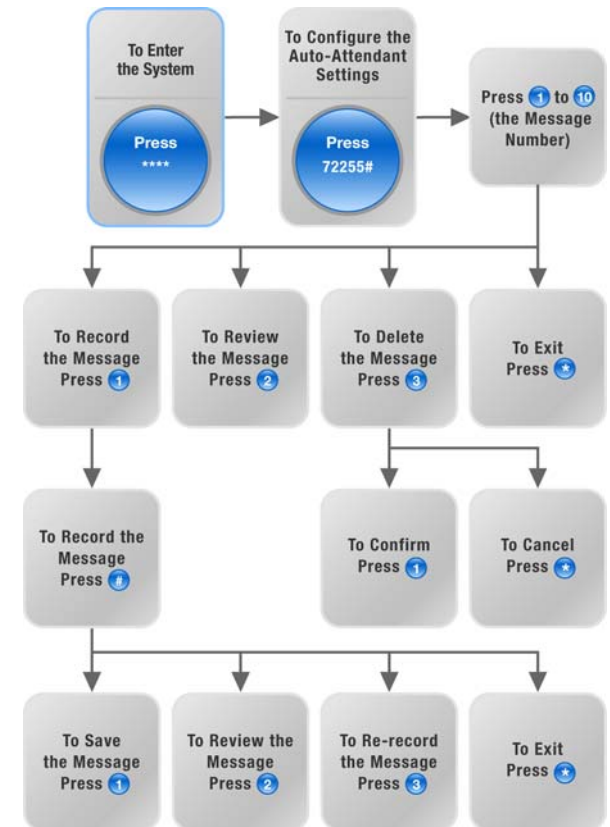 To Enter
the System
Press
****
To Configure the
Auto-Attendant
Settings
Press
72255#
Press 1 to 10
(the Message
Number)
To Record
the Message
Press 1
To Review
the Message
Press 2
To Delete
the Message
Press 3
To Exit
Press *
To Record the
Message
Press #
To Confirm
Press 1
To Cancel
Press *
To Save
the Message
Press 1
To Review the
Message
Press 2
To Re-record
the Message
Press 3
To Exit
Press *